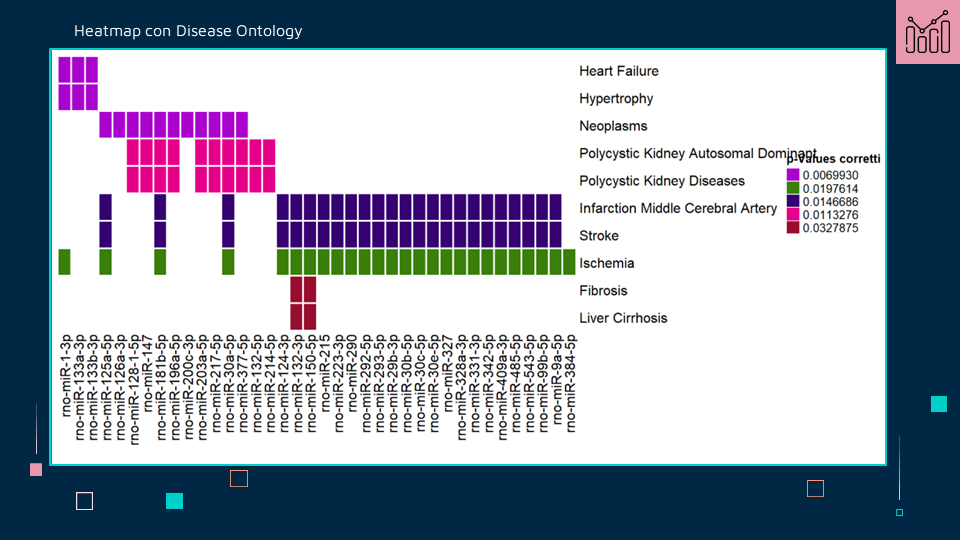 Heatmap con Disease Ontology
Heart Failure
Hypertrophy
Neoplasms
Polycystic Kidney Autosomal Dominant
Polycystic Kidney Diseases
Infarction Middle Cerebral Artery
Stroke
Ischemia
Fibrosis
Liver Cirrhosis
p-Values corretti
0.0069930
0.0197614
0.0146686
0.0113276
0.0327875
rno-miR-1-3p
rno-miR-133a-3p
rno-miR-133b-3p
rno-miR-125a-5p
rno-miR-126a-3p
rno-miR-128-1-5p
rno-miR-147
rno-miR-181b-5p
rno-miR-196a-5p
rno-miR-200c-3p
rno-miR-203a-5p
rno-miR-217-5p
rno-miR-30a-5p
rno-miR-377-5p
rno-miR-132-5p
rno-miR-214-5p
rno-miR-124-3p
rno-miR-132-3p
rno-miR-150-5p
rno-miR-215
rno-miR-223-3p
rno-miR-290
rno-miR-292-5p
rno-miR-293-5p
rno-miR-29b-3p
rno-miR-30b-5p
rno-miR-30c-5p
rno-miR-30e-5p
rno-miR-327
rno-miR-328a-3p
rno-miR-331-3p
rno-miR-342-5p
rno-miR-409a-3p
rno-miR-485-5p
rno-miR-543-5p
rno-miR-99b-5p
rno-miR-9a-5p
rno-miR-384-5p